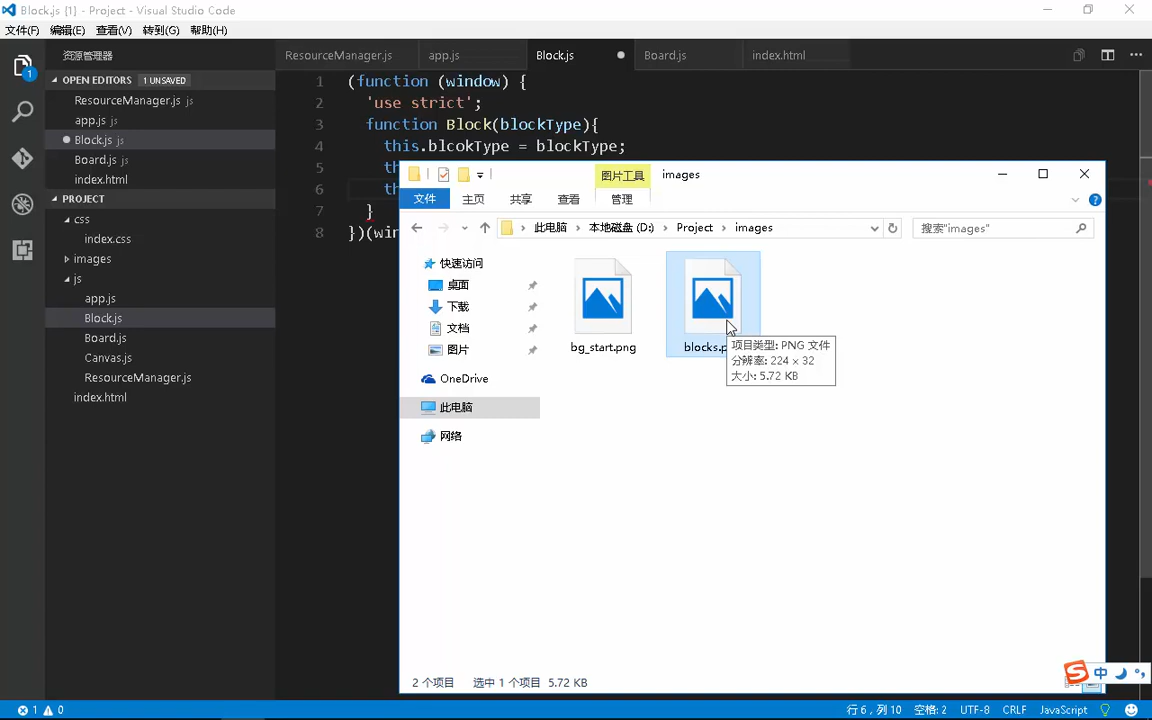 Block.js [1] - Project - Visual Studio Code
文件(F) 编辑(E) 查看(V) 转到(G) 帮助(H)
资源管理器
OPEN EDITORS 1 UNSAVED
ResourceManager.js js
app.js js
Block.js js
Board.js js
index.html
PROJECT
css
index.css
images
js
app.js
Block.js
Board.js
Canvas.js
ResourceManager.js
index.html
ResourceManager.js app.js Block.js Board.js index.html
1 (function (window) {
2 'use strict';
3 function Block(blockType){
4 this.blcokType = blockType;
5 th
6 th
7 }
8 })(wi
图片工具 images
文件 主页 共享 查看 管理
此电脑 本地磁盘 (D:) Project images
搜索"images"
快速访问
桌面
下载
文档
图片
OneDrive
此电脑
网络
bg_start.png
blocks.p
项目类型: PNG 文件
分辨率: 224 x 32
大小: 5.72 KB
2 个项目 选中 1 个项目 5.72 KB
中
1 0 行 6，列 10 空格: 2 UTF-8 CRLF JavaScript